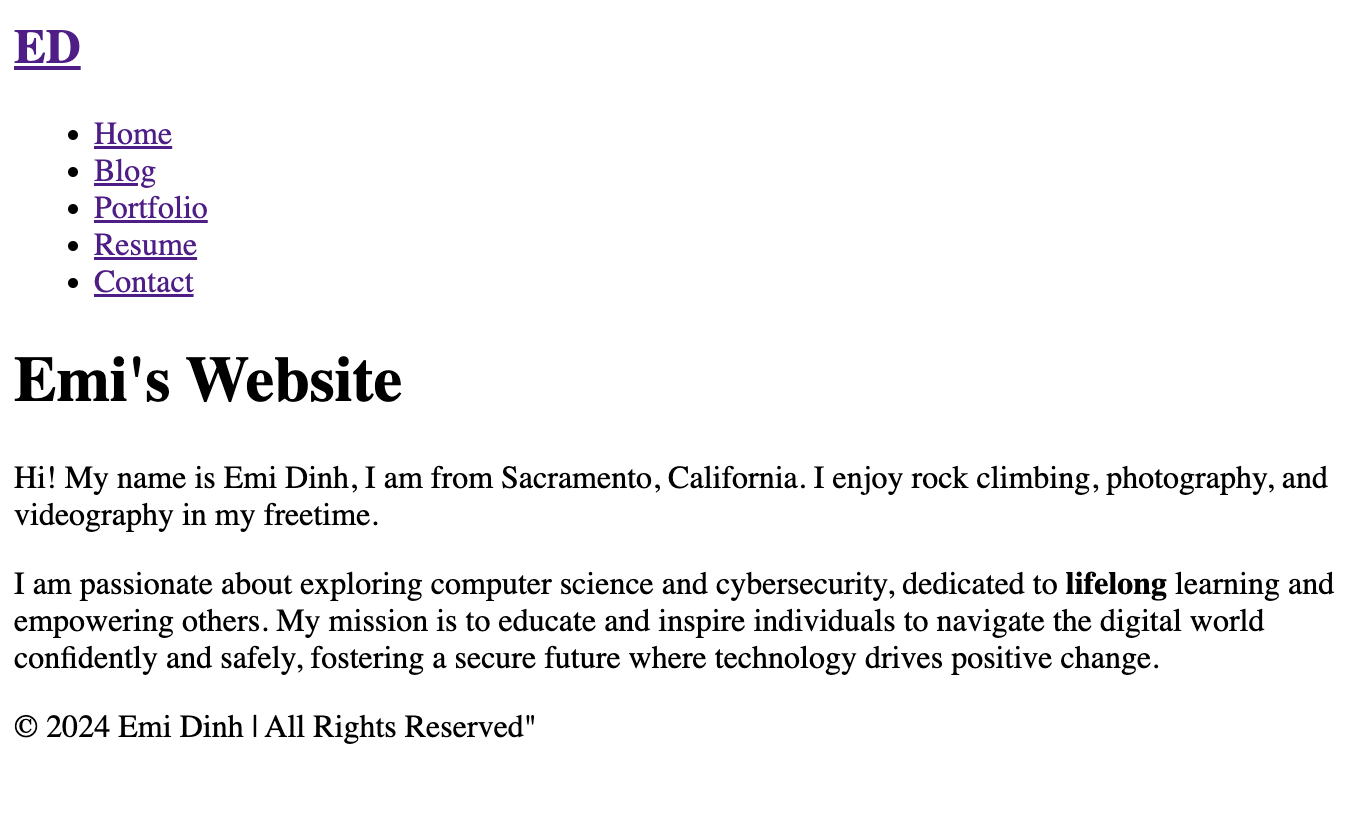 ED
Home
Blog
Portfolio
Resume
Contact
Emi's Website
Hi! My name is Emi Dinh, I am from Sacramento, California. I enjoy rock climbing, photography, and
videography in my freetime.
I am passionate about exploring computer science and cybersecurity, dedicated to lifelong learning and
empowering others. My mission is to educate and inspire individuals to navigate the digital world
confidently and safely, fostering a secure future where technology drives positive change.
© 2024 Emi Dinh | All Rights Reserved"